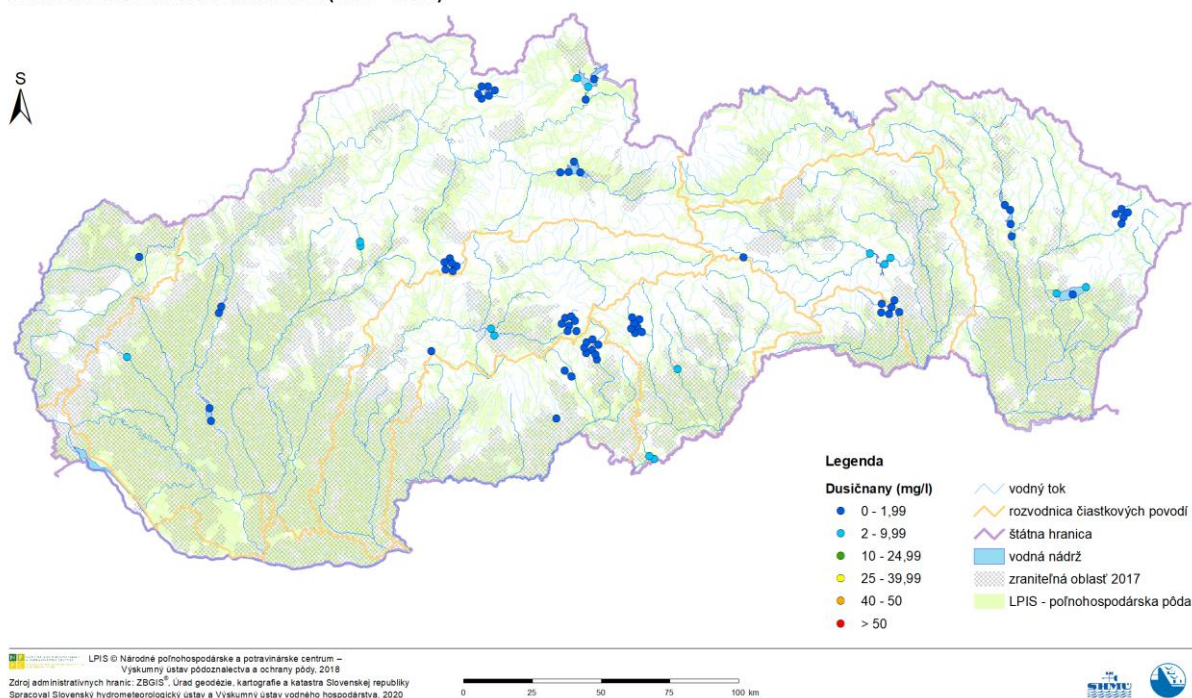 S
Legenda
Dusičnany (mg/l)
0 - 1,99
2 - 9,99
10 - 24,99
25 - 39,99
40 - 50
> 50
vodný tok
rozvodnica čiastkových povodí
štátna hranica
vodná nádrž
zraniteľná oblasť 2017
LPIS - poľnohospodárska pôda
LPIS © Národné poľnohospodárske a potravinárske centrum –
Výskumný ústav pôdoznalectva a ochrany pôdy, 2018
Zdroj administratívnych hraníc: ZBGIS®, Úrad geodézie, kartografie a katastra Slovenskej republiky
Spracoval Slovenský hydrometeorologický ústav a Výskumný ústav vodného hospodárstva, 2020
0 25 50 75 100 km
SHMÚ